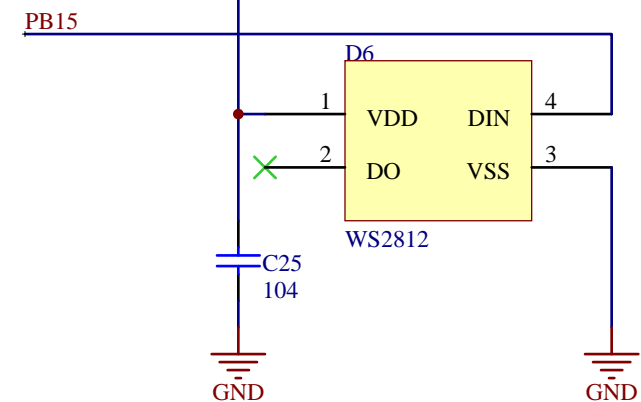 PB15
D6
1 VDD DIN 4
2 DO VSS 3
WS2812
C25
104
GND GND